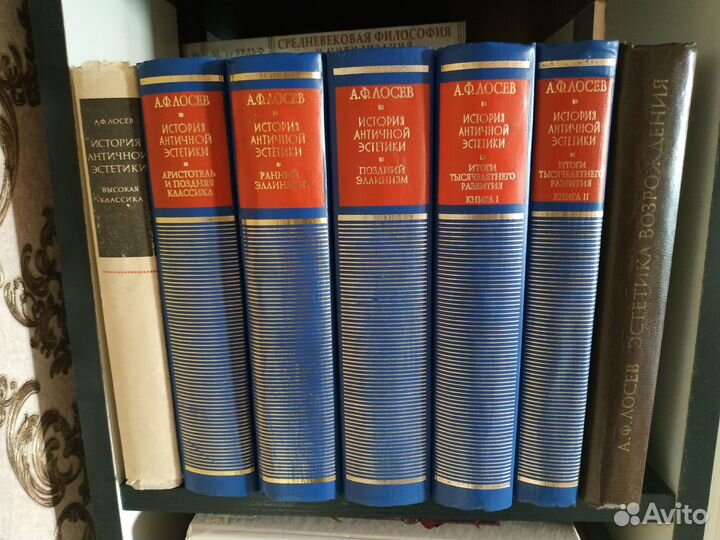 СРЕДНЕВЕКОВАЯ ФИЛОСОФИЯ
А.Ф. ЛОСЕВ
ИСТОРИЯ
АНТИЧНОЙ
ЭСТЕТИКИ
ВЫСОКАЯ
КЛАССИКА
А.Ф. ЛОСЕВ
ИСТОРИЯ
АНТИЧНОЙ
ЭСТЕТИКИ
АРИСТОТЕЛЬ
И ПОЗДНЯЯ
КЛАССИКА
А.Ф. ЛОСЕВ
ИСТОРИЯ
АНТИЧНОЙ
ЭСТЕТИКИ
РАННИЙ
ЭЛЛИНИЗМ
А.Ф. ЛОСЕВ
ИСТОРИЯ
АНТИЧНОЙ
ЭСТЕТИКИ
ПОЗДНИЙ
ЭЛЛИНИЗМ
А.Ф. ЛОСЕВ
ИСТОРИЯ
АНТИЧНОЙ
ЭСТЕТИКИ
ИТОГИ
ТЫСЯЧЕЛЕТНЕГО
РАЗВИТИЯ
КНИГА I
А.Ф. ЛОСЕВ
ИСТОРИЯ
АНТИЧНОЙ
ЭСТЕТИКИ
ИТОГИ
ТЫСЯЧЕЛЕТНЕГО
РАЗВИТИЯ
КНИГА II
А.Ф. ЛОСЕВ ЭСТЕТИКА ВОЗРОЖДЕНИЯ
Avito